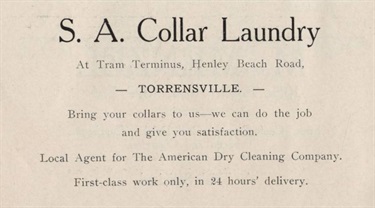 S. A. Collar Laundry
At Tram Terminus, Henley Beach Road,
— TORRENSVILLE. —
Bring your collars to us—we can do the job
and give you satisfaction.
Local Agent for The American Dry Cleaning Company.
First-class work only, in 24 hours' delivery.